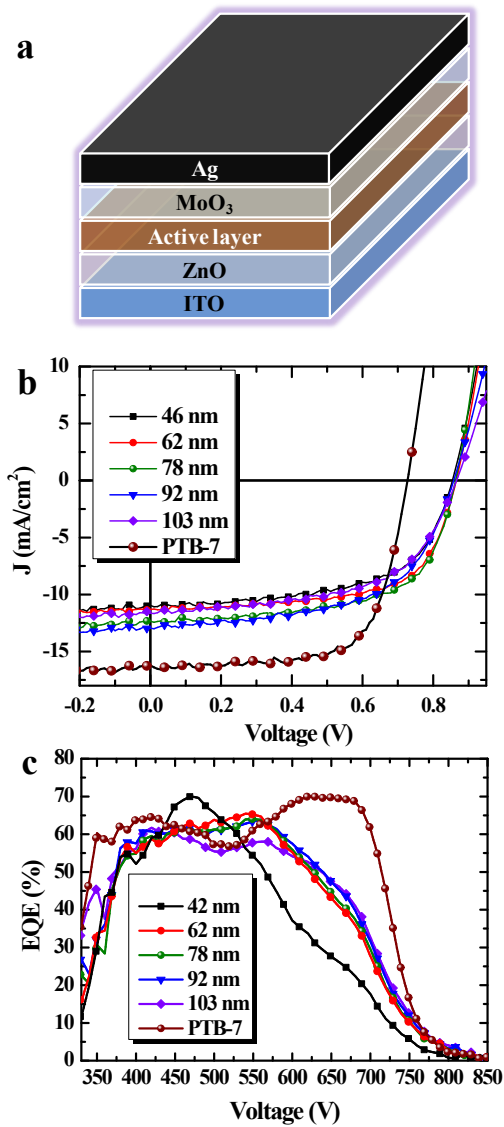 a
Ag
MoO₃
Active layer
ZnO
ITO
b
10
5
0
-5
-10
-15
J (mA/cm²)
46 nm
62 nm
78 nm
92 nm
103 nm
PTB-7
-0.2 0.0 0.2 0.4 0.6 0.8
Voltage (V)
c
80
70
60
50
40
30
20
10
0
EQE (%)
42 nm
62 nm
78 nm
92 nm
103 nm
PTB-7
350 400 450 500 550 600 650 700 750 800 850
Voltage (V)